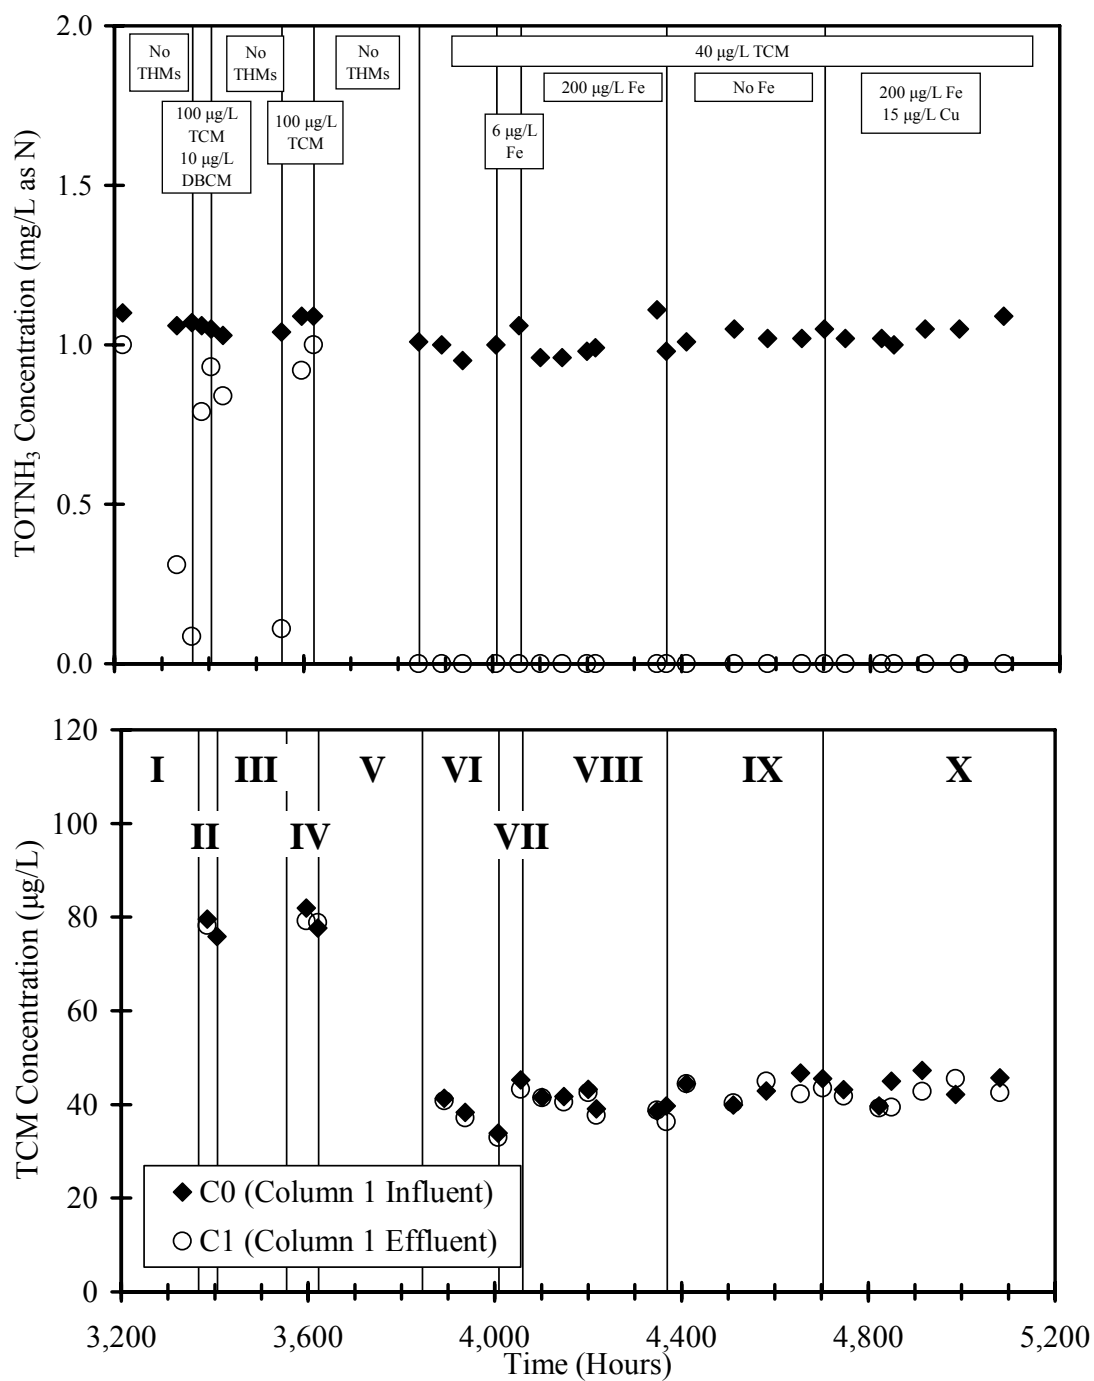 2.0
1.5
1.0
0.5
0.0
TOTNH3 Concentration (mg/L as N)
No
THMs
100 μg/L
TCM
10 μg/L
DBCM
No
THMs
100 μg/L
TCM
No
THMs
40 μg/L TCM
6 μg/L
Fe
200 μg/L Fe
No Fe
200 μg/L Fe
15 μg/L Cu
120
100
80
60
40
20
0
TCM Concentration (μg/L)
I
II
III
IV
V
VI
VII
VIII
IX
X
C0 (Column 1 Influent)
C1 (Column 1 Effluent)
3,200
3,600
4,000
4,400
4,800
5,200
Time (Hours)